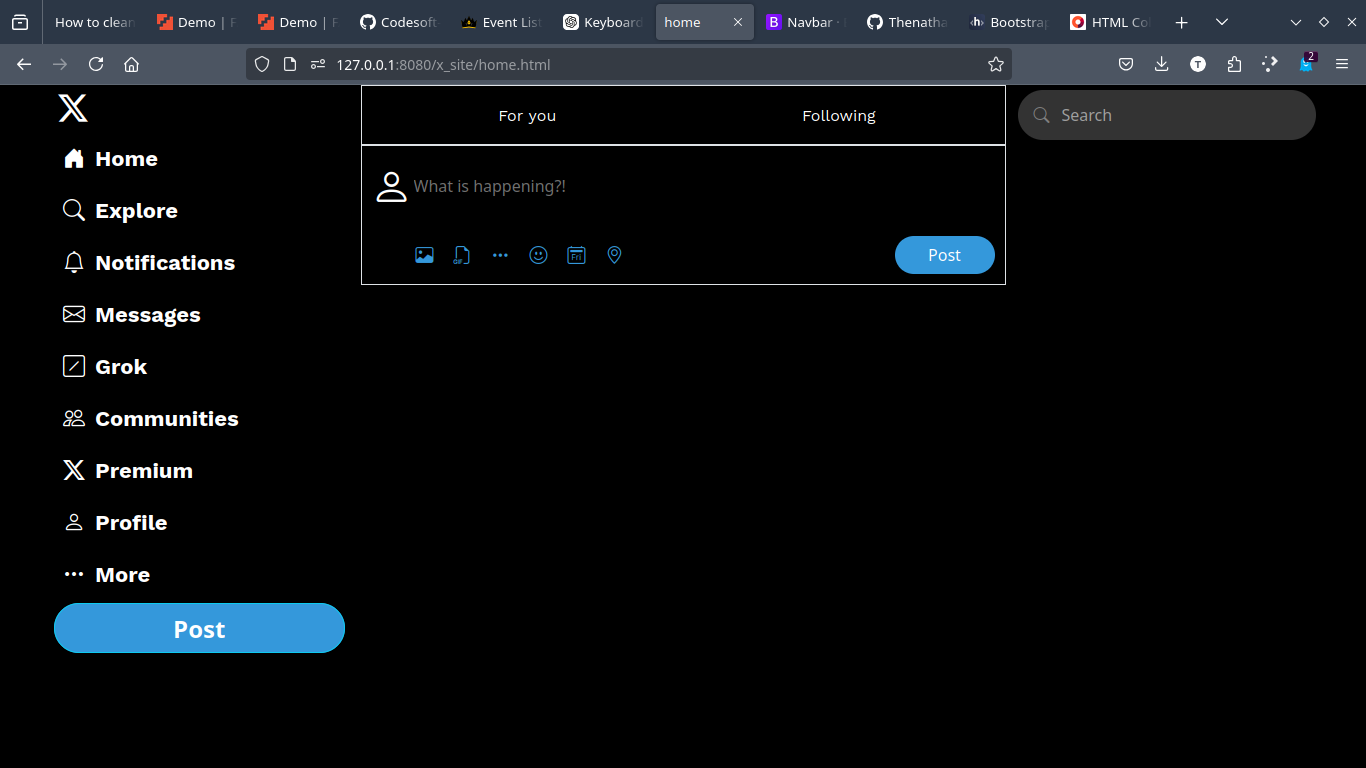 How to clean
Demo | F
Demo | F
Codesoft
Event List
Keyboard
home
Navbar ·
Thenatha
Bootstrap
HTML Co
127.0.0.1:8080/x_site/home.html
T
2
X
Home
Explore
Notifications
Messages
Grok
Communities
Premium
Profile
More
Post
For you
Following
What is happening?!
GIF
Fri
Post
Search